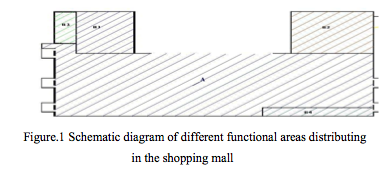 A
Figure.1 Schematic diagram of different functional areas distributing
in the shopping mall